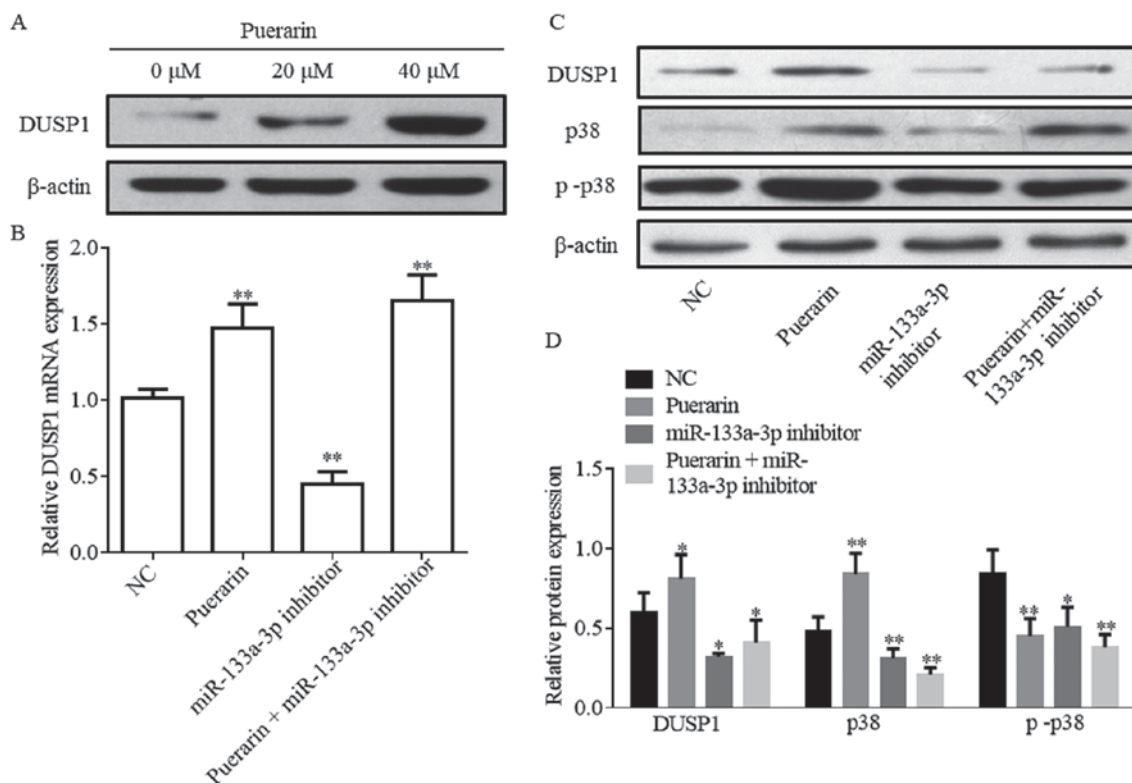 A
Puerarin
0 μM 20 μM 40 μM
DUSP1
β-actin
B
Relative DUSP1 mRNA expression
2.0
1.5
1.0
0.5
0.0
**
**
**
NC
Puerarin
miR-133a-3p inhibitor
Puerarin + miR-133a-3p inhibitor
C
DUSP1
p38
p -p38
β-actin
NC
Puerarin
miR-133a-3p
inhibitor
Puerarin+miR-
133a-3p inhibitor
D
NC
Puerarin
miR-133a-3p inhibitor
Puerarin + miR-
133a-3p inhibitor
Relative protein expression
1.5
1.0
0.5
0.0
* * *
** ** **
** * **
DUSP1 p38 p -p38